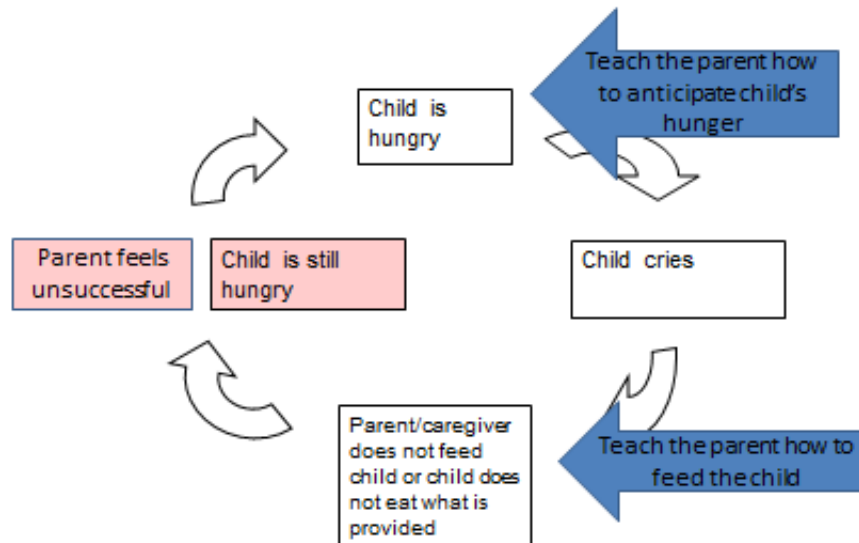 Teach the parent how
to anticipate child's
hunger
Child is
hungry
Parent feels
unsuccessful
Child is still
hungry
Child cries
Parent/caregiver
does not feed
child or child does
not eat what is
provided
Teach the parent how to
feed the child